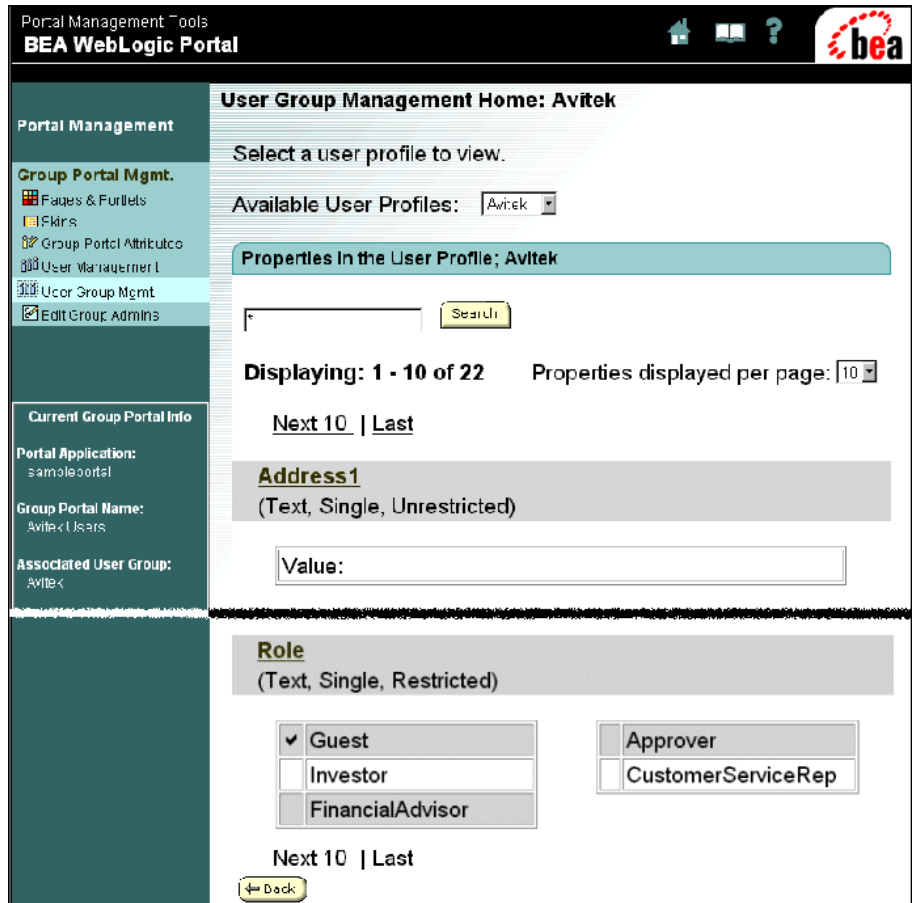 Portal Management Tools
BEA WebLogic Portal
?
bea
Portal Management
Group Portal Mgmt.
Pages & Portlets
Skins
Group Portal Attributes
User Management
User Group Mgmt
Edit Group Admins
Current Group Portal Info
Portal Application:
sampleportal
Group Portal Name:
Avitek Users
Associated User Group:
Avitek
User Group Management Home: Avitek
Select a user profile to view.
Available User Profiles: Avitek
Properties in the User Profile; Avitek
* Search
Displaying: 1 - 10 of 22 Properties displayed per page: 10
Next 10 | Last
Address1
(Text, Single, Unrestricted)
Value:
Role
(Text, Single, Restricted)
Guest
Investor
FinancialAdvisor
Approver
CustomerServiceRep
Next 10 | Last
Back